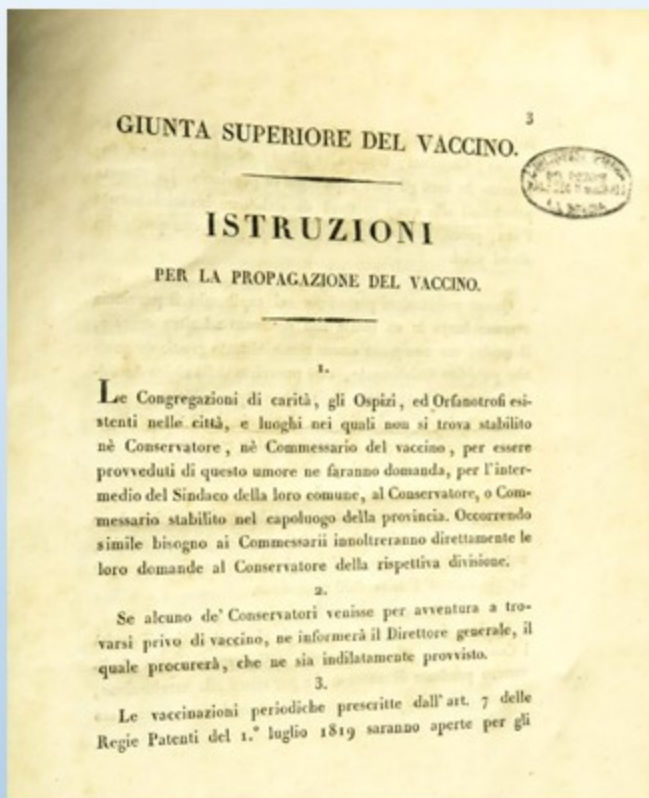 3
GIUNTA SUPERIORE DEL VACCINO.
ISTRUZIONI
PER LA PROPAGAZIONE DEL VACCINO.
1.
Le Congregazioni di carità, gli Ospizi, ed Orfanotrofi esi-
stenti nelle città, e luoghi nei quali non si trova stabilito
nè Conservatore, nè Commessario del vaccino, per essere
provveduti di questo umore ne faranno domanda, per l'inter-
medio del Sindaco della loro comune, al Conservatore, o Com-
messario stabilito nel capoluogo della provincia. Occorrendo
simile bisogno ai Commessarii innoltreranno direttamente le
loro domande al Conservatore della rispettiva divisione.
2.
Se alcuno de' Conservatori venisse per avventura a tro-
varsi privo di vaccino, ne informerà il Direttore generale, il
quale procurerà, che ne sia indilatamente provvisto.
3.
Le vaccinazioni periodiche prescritte dall'art. 7 delle
Regie Patenti del 1.° luglio 1819 saranno aperte per gli